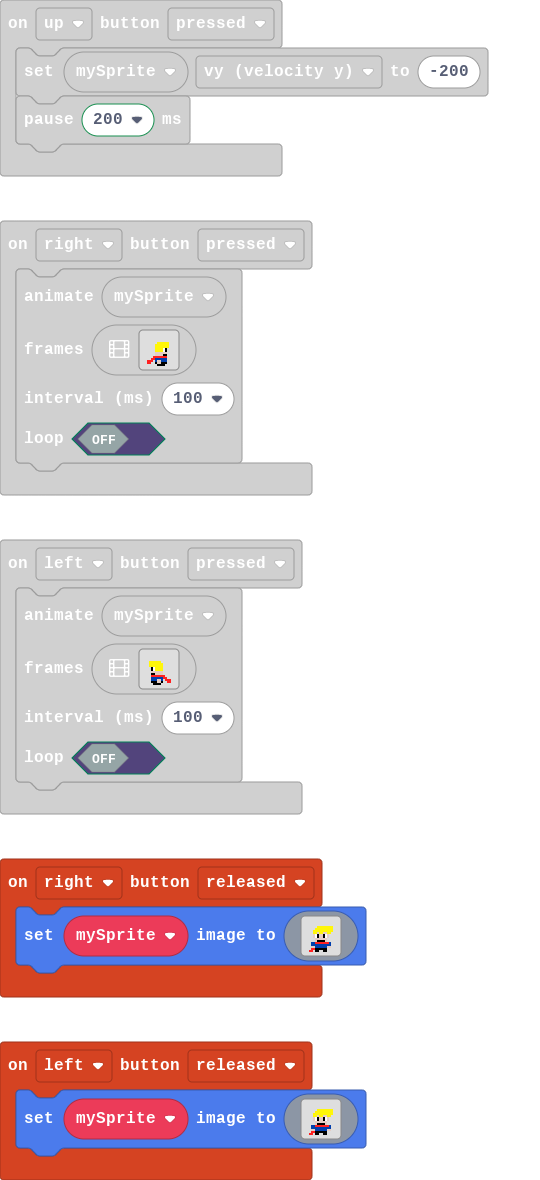 on up button pressed
set mySprite vy (velocity y) to -200
pause 200 ms
on right button pressed
animate mySprite
frames
interval (ms) 100
loop OFF
on left button pressed
animate mySprite
frames
interval (ms) 100
loop OFF
on right button released
set mySprite image to
on left button released
set mySprite image to